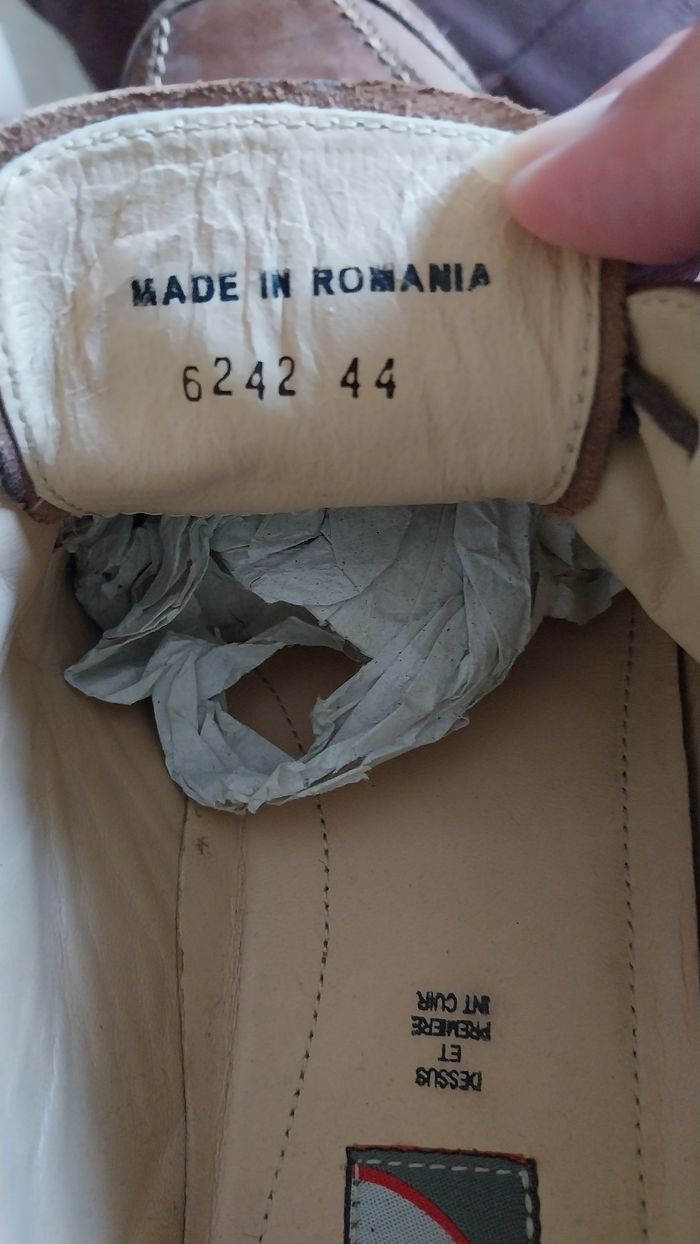 MADE IN ROMANIA
6242 44
DESSUS
ET
PREMIERE
INT CUIR